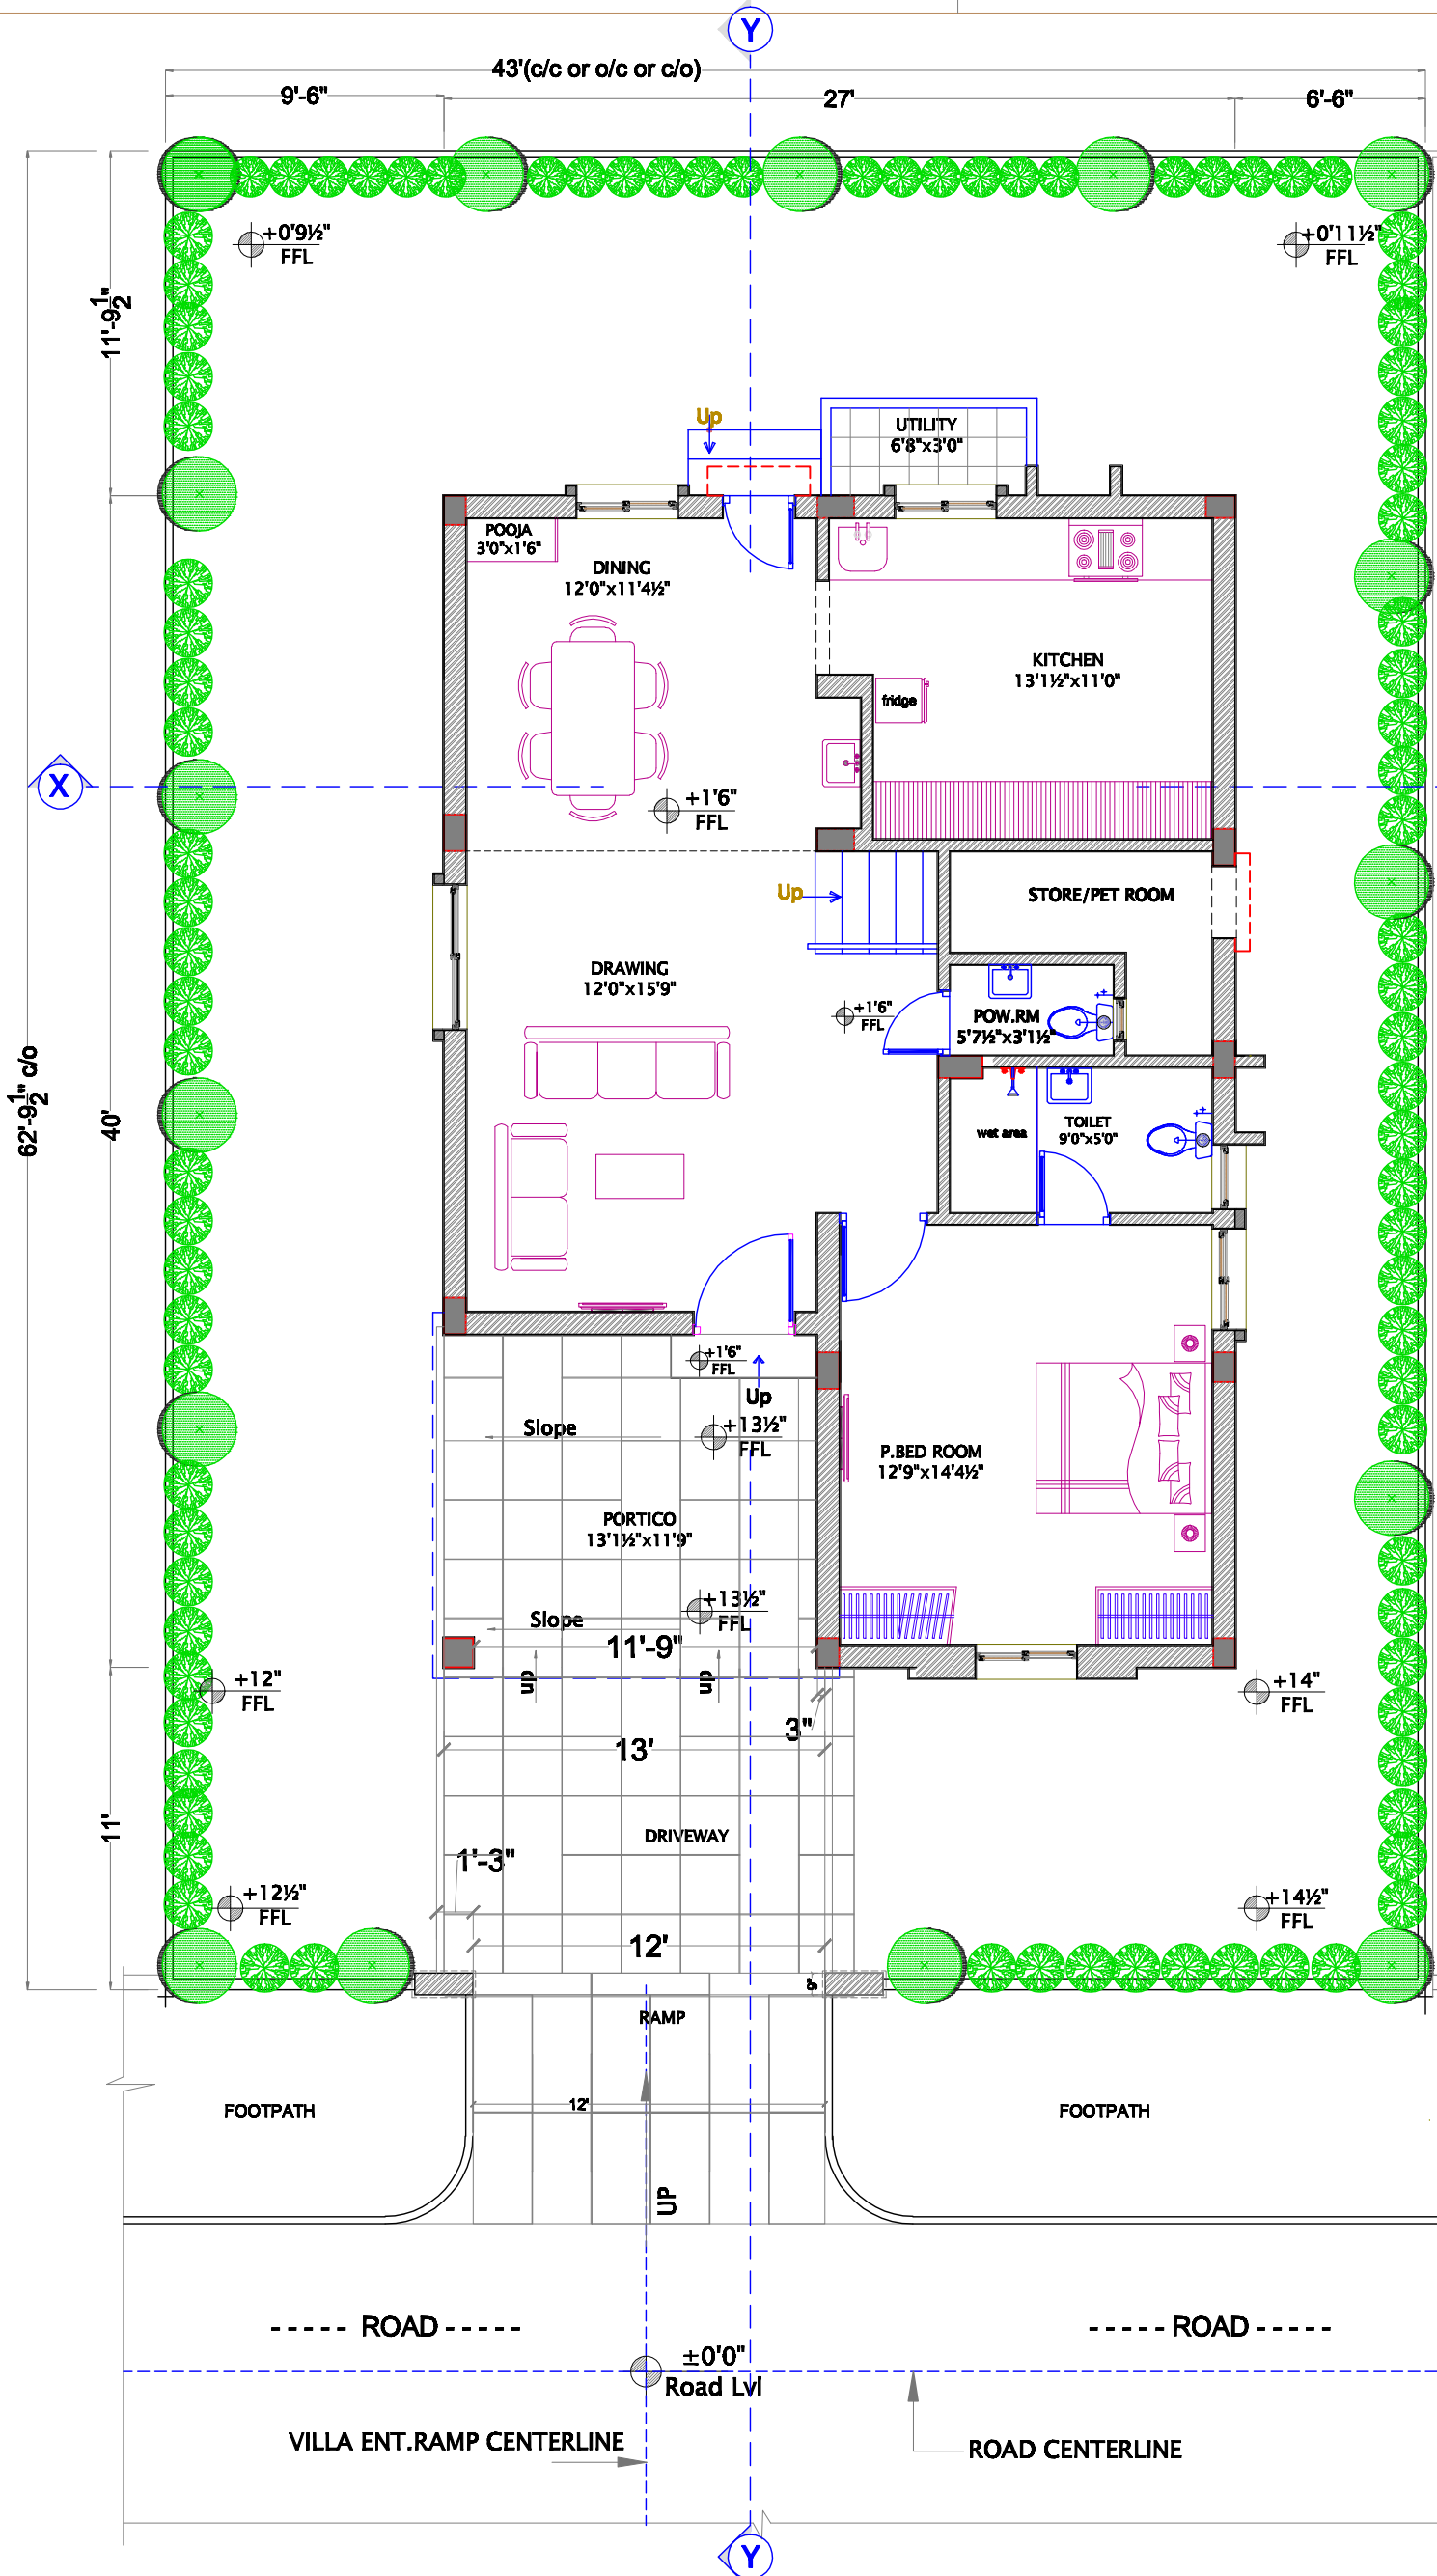 Y
43'(c/c or o/c or c/o)
9'-6"
27'
6'-6"
+0'9½"
FFL
+0'11½"
FFL
11'-9 1/2"
Up
UTILITY
6'8"x3'0"
POOJA
3'0"x1'6"
DINING
12'0"x11'4½"
KITCHEN
13'1½"x11'0"
fridge
X
+1'6"
FFL
Up
STORE/PET ROOM
DRAWING
12'0"x15'9"
+1'6"
FFL
POW.RM
5'7½"x3'1½"
62'-9 1/2" c/o
40'
wet area
TOILET
9'0"x5'0"
+1'6"
FFL
Up
Slope
+13½"
FFL
P.BED ROOM
12'9"x14'4½"
PORTICO
13'1½"x11'9"
+13½"
FFL
Slope
11'-9"
up
up
+12"
FFL
+14"
FFL
3"
13'
11'
DRIVEWAY
1'-3"
+12½"
FFL
+14½"
FFL
12'
9"
RAMP
12'
FOOTPATH
FOOTPATH
UP
----- ROAD -----
----- ROAD -----
±0'0"
Road Lvl
VILLA ENT.RAMP CENTERLINE
ROAD CENTERLINE
Y